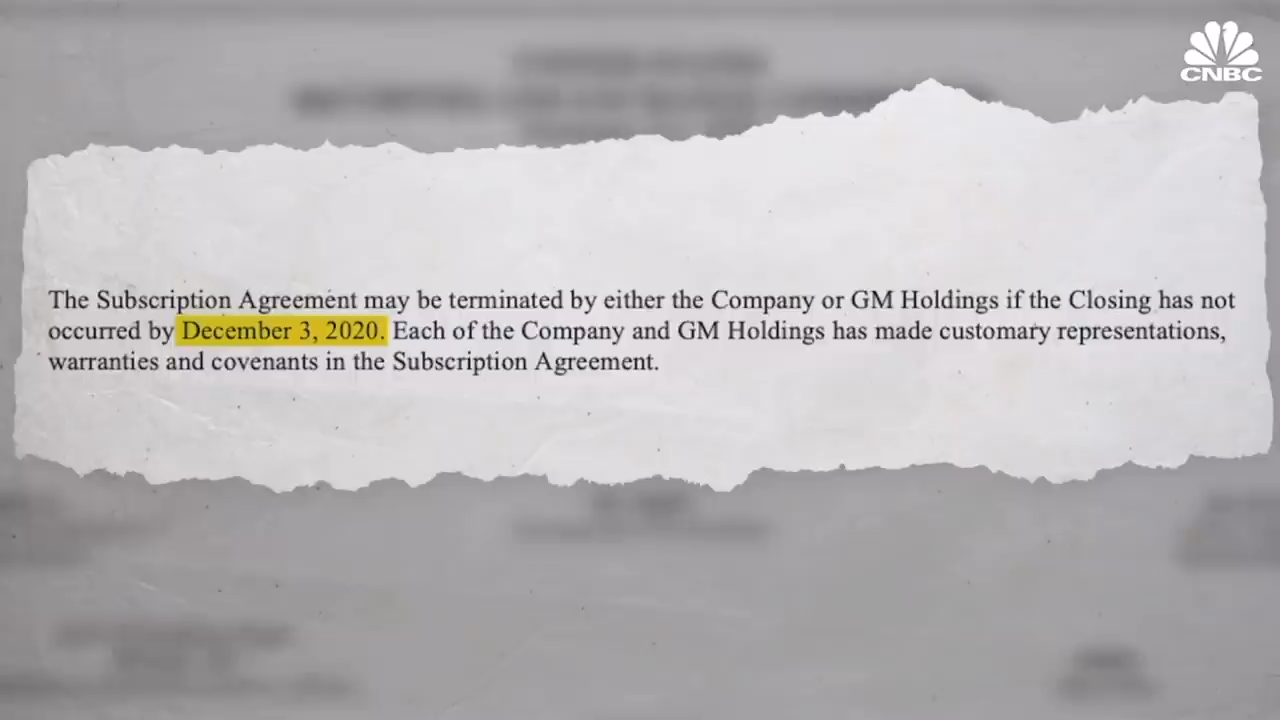 CNBC
The Subscription Agreement may be terminated by either the Company or GM Holdings if the Closing has not
occurred by December 3, 2020. Each of the Company and GM Holdings has made customary representations,
warranties and covenants in the Subscription Agreement.